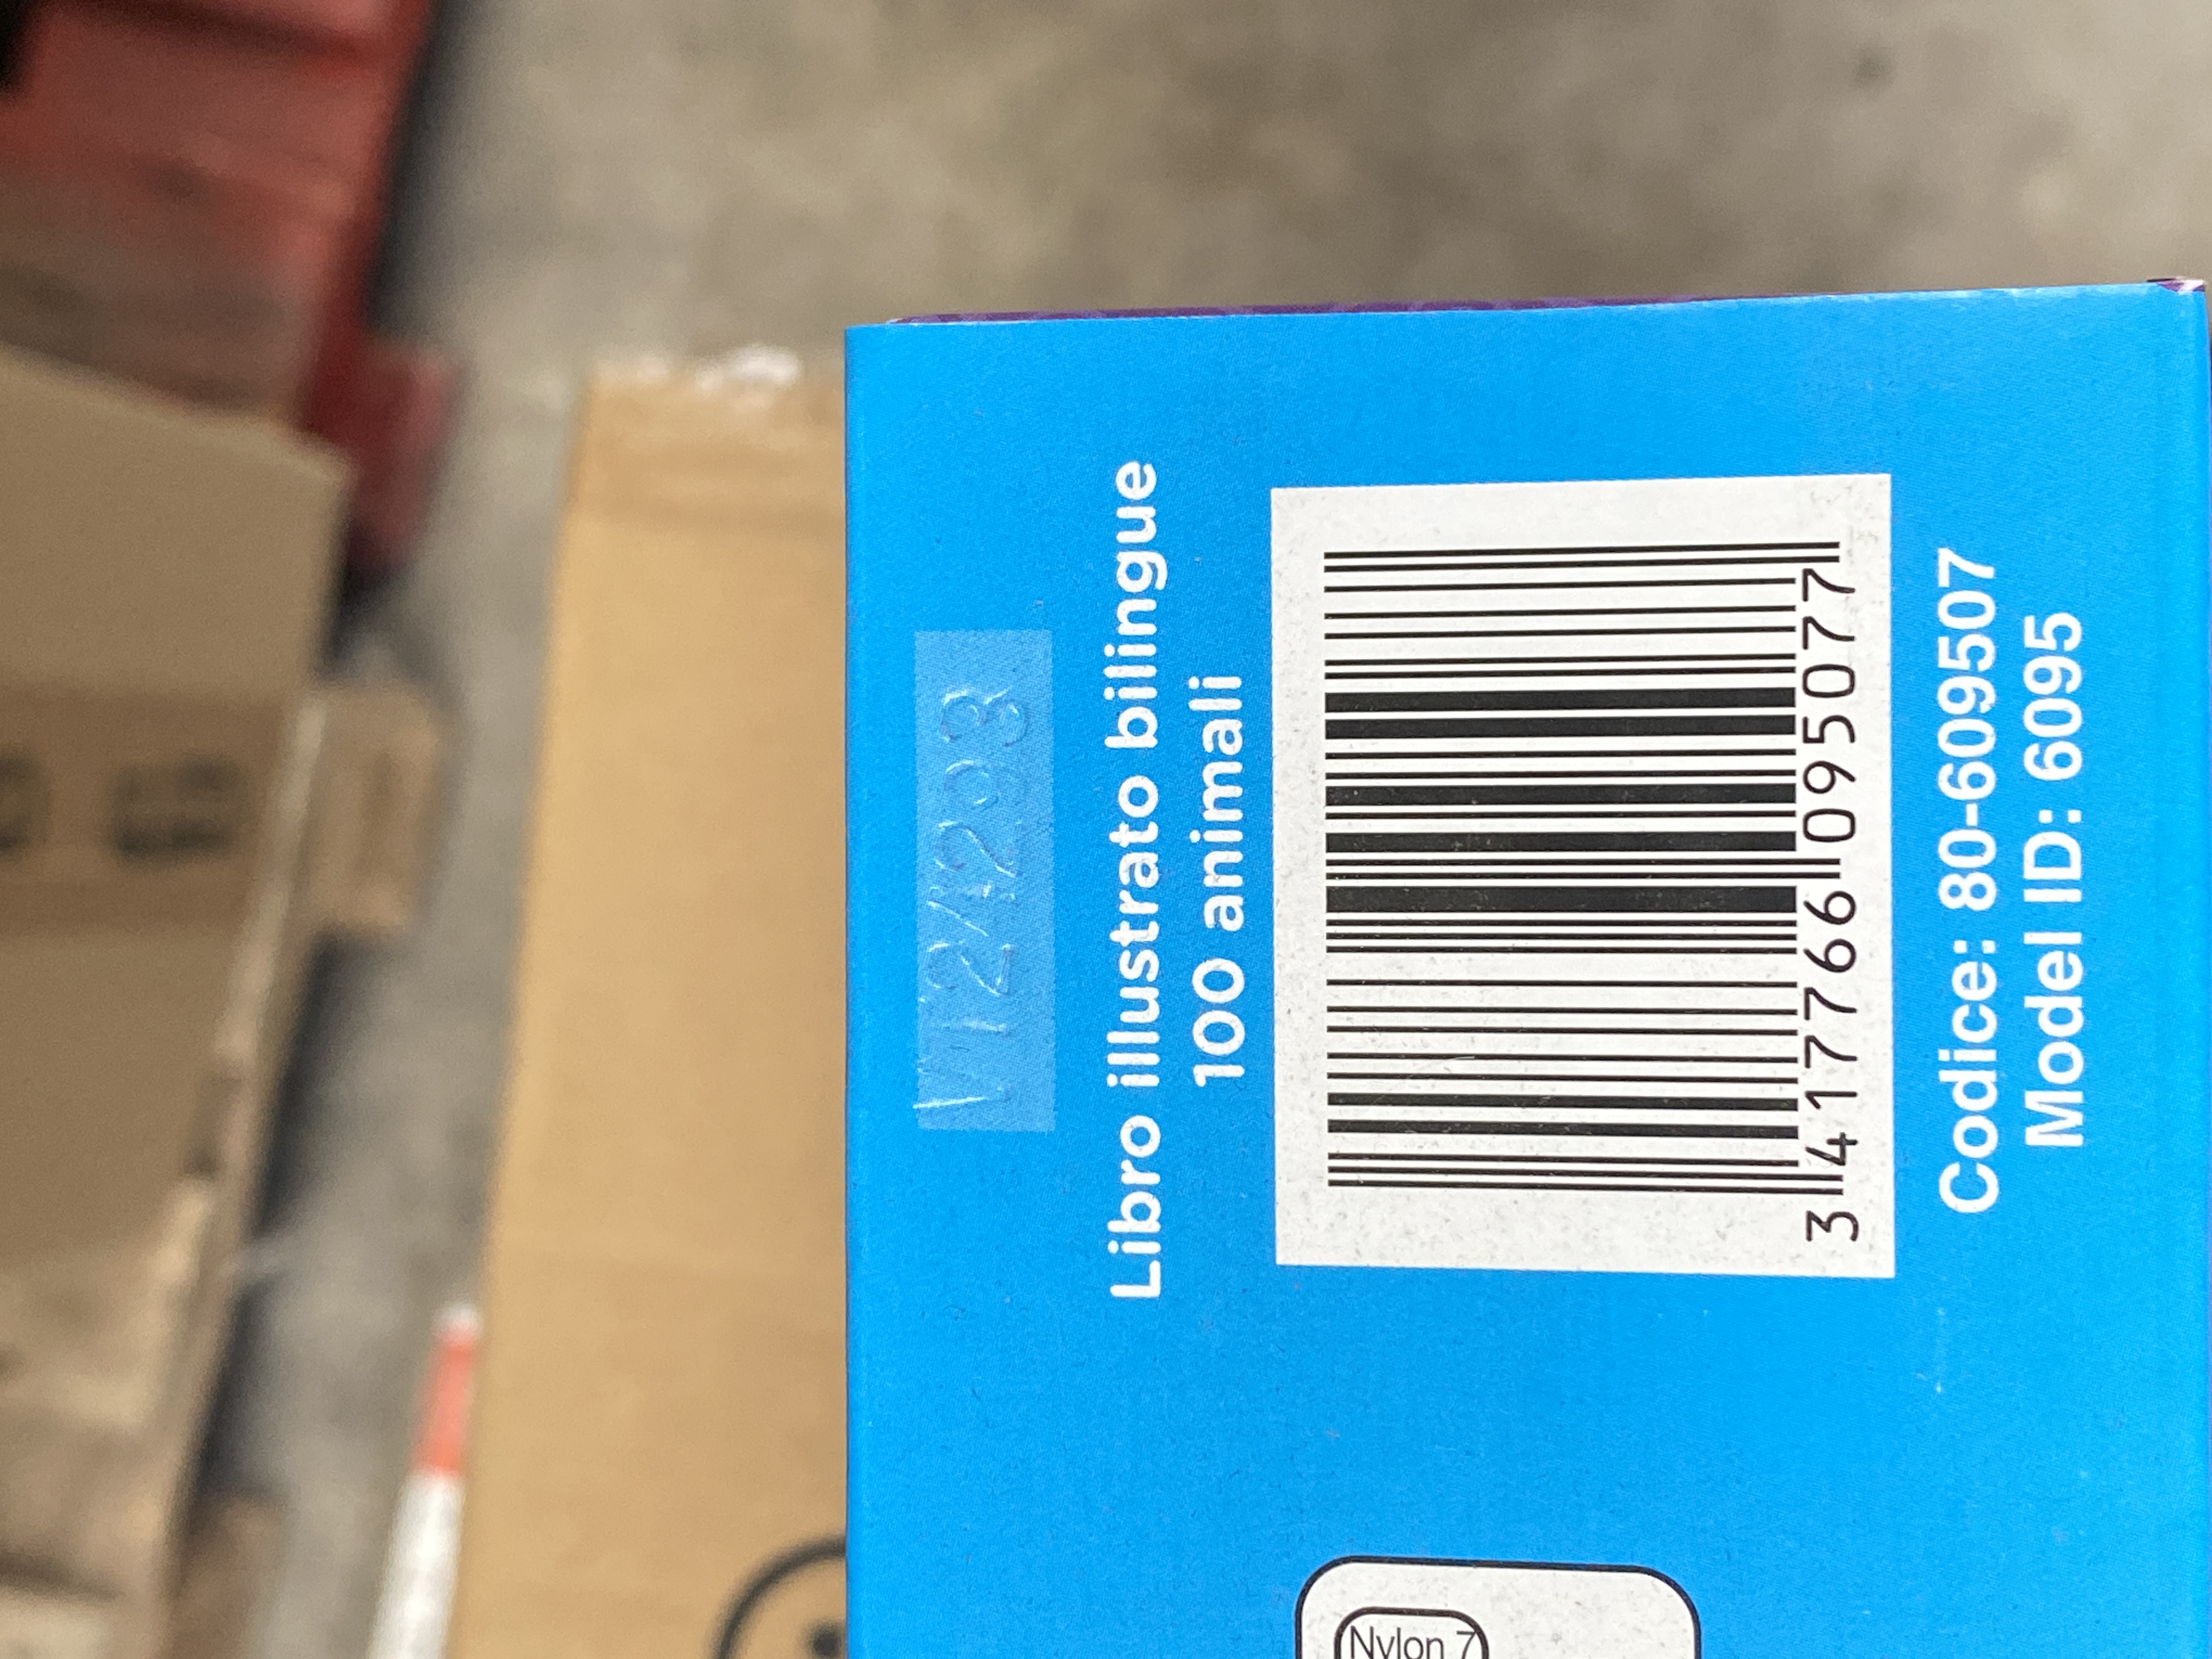 Libro illustrato bilingue
100 animali
3 417766 095077
Codice: 80-609507
Model ID: 6095
Nylon 7